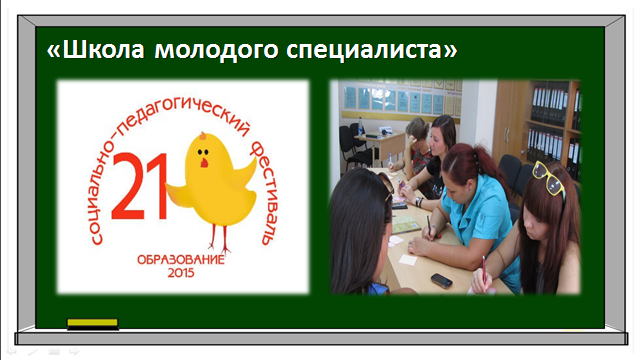 «Школа молодого специалиста»
социально-педагогический фестиваль
21
ОБРАЗОВАНИЕ
2015